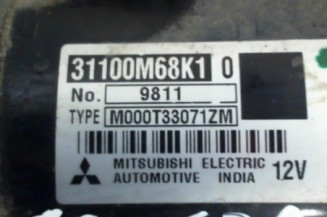 31100M68K1 0
No. 9811
TYPE M000T33071ZM
MITSUBISHI ELECTRIC
AUTOMOTIVE INDIA 12V